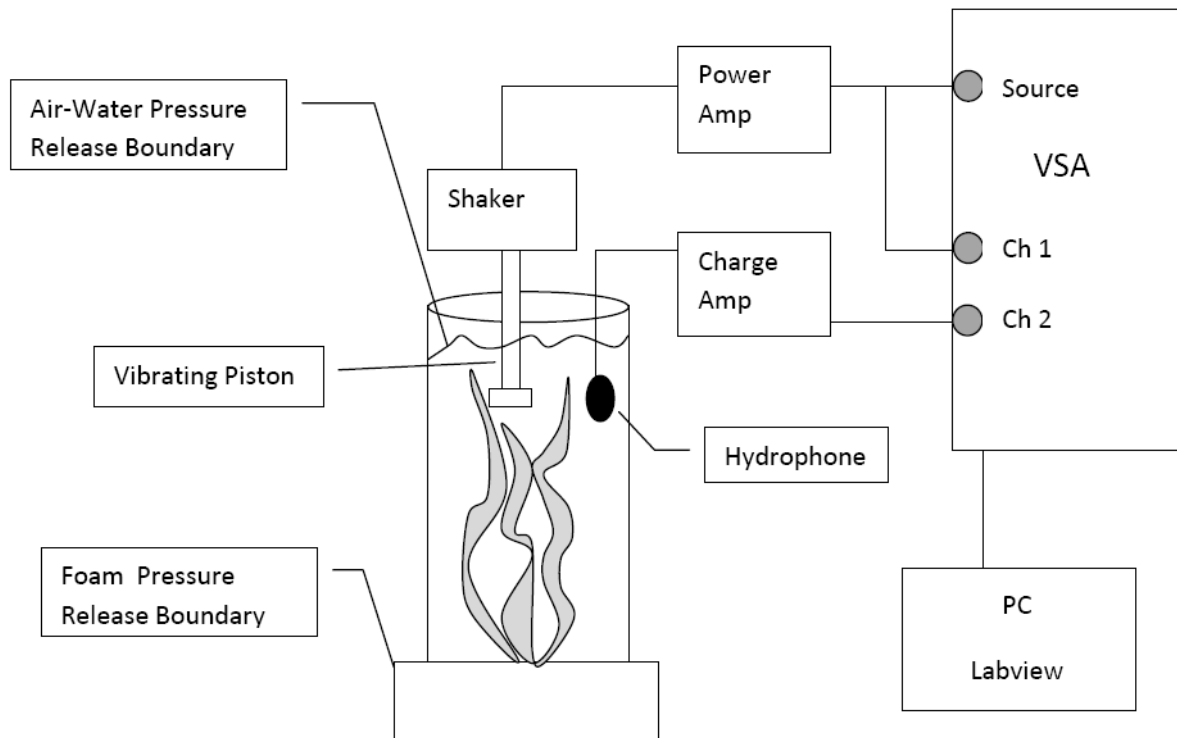 Air-Water Pressure
Release Boundary
Power
Amp
Source
VSA
Shaker
Ch 1
Charge
Amp
Ch 2
Vibrating Piston
Hydrophone
Foam Pressure
Release Boundary
PC
Labview